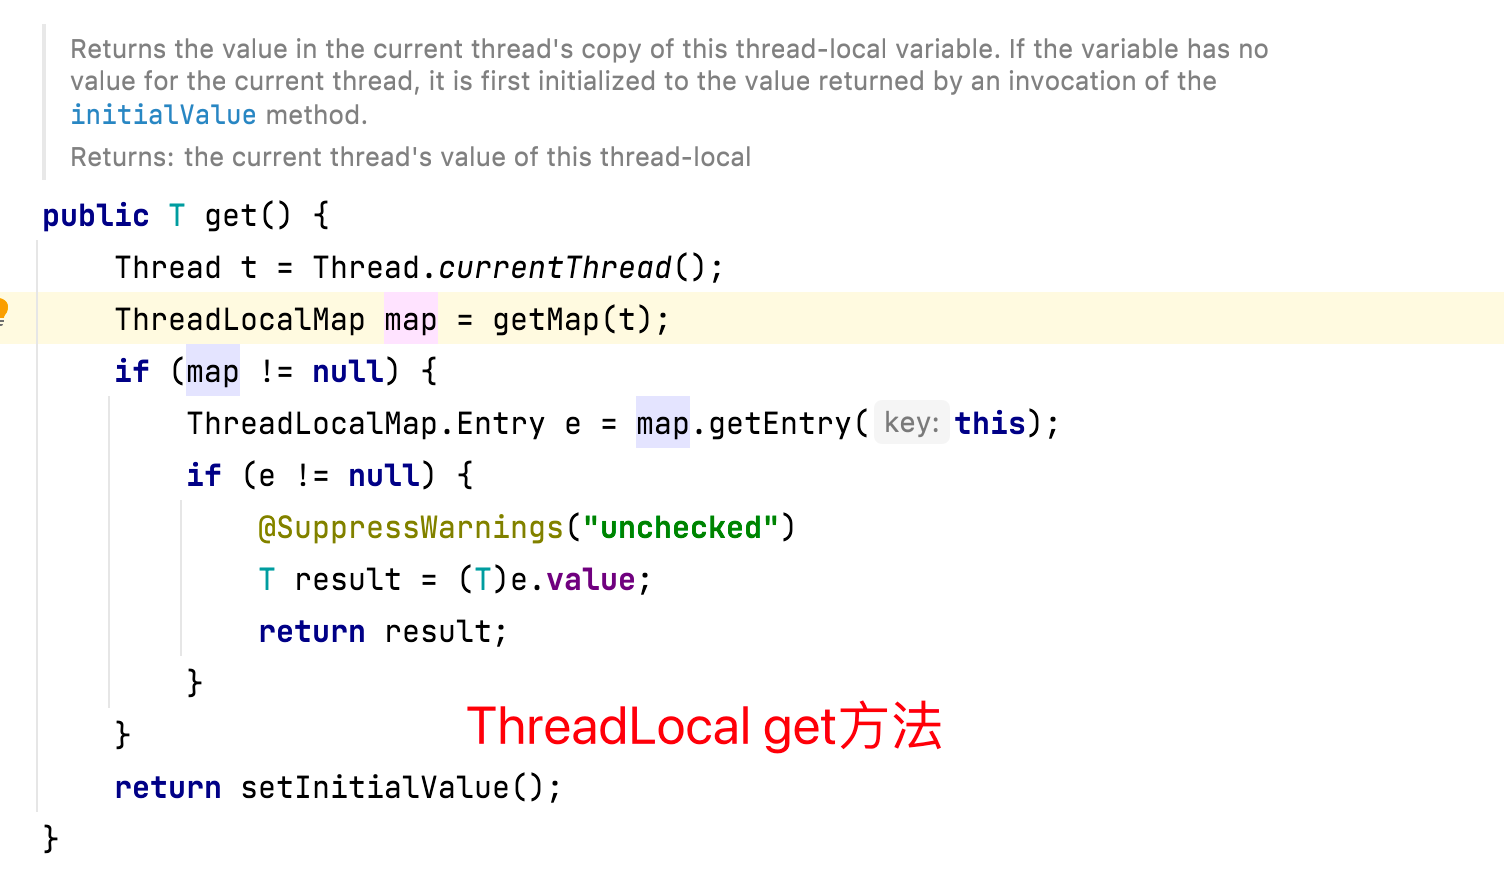 Returns the value in the current thread's copy of this thread-local variable. If the variable has no
value for the current thread, it is first initialized to the value returned by an invocation of the
initialValue method.
Returns: the current thread's value of this thread-local
public T get() {
    Thread t = Thread.currentThread();
    ThreadLocalMap map = getMap(t);
    if (map != null) {
        ThreadLocalMap.Entry e = map.getEntry( key: this);
        if (e != null) {
            @SuppressWarnings("unchecked")
            T result = (T)e.value;
            return result;
        }
    }
ThreadLocal get方法
    return setInitialValue();
}